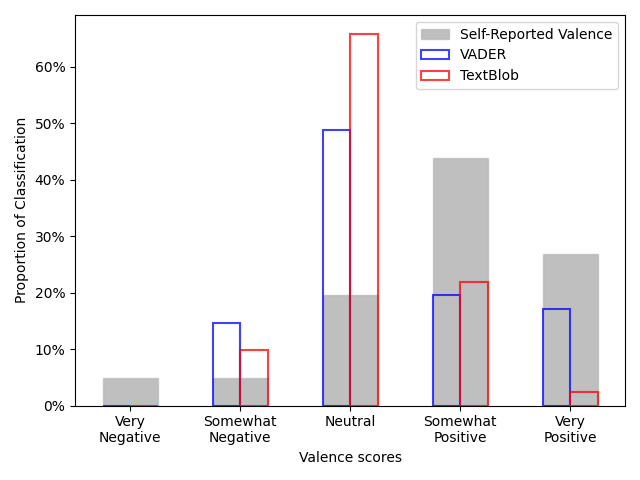 Self-Reported Valence
VADER
TextBlob
Proportion of Classification
60%
50%
40%
30%
20%
10%
0%
Very
Negative
Somewhat
Negative
Neutral
Somewhat
Positive
Very
Positive
Valence scores